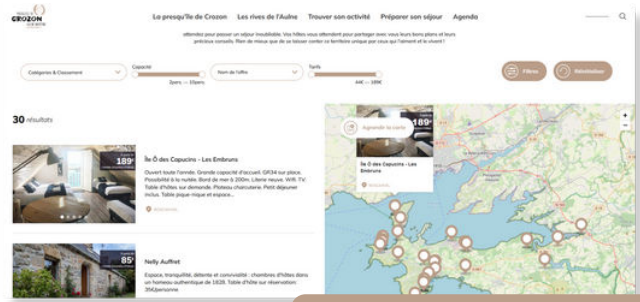 CROZON
La presqu'île de Crozon Les rives de l'Aulne Trouver son activité Préparer son séjour Agenda
attendez pour passer un séjour inoubliable. Vos hôtes vous attendent pour partager avec vous leurs bons plans et leurs
précieux conseils. Rien de mieux que de se laisser conter ce territoire unique par ceux qui l'aiment et le vivent !
Catégories & Classement
Capacité
2pers. — 15pers.
Nom de l'offre
Tarifs
44€ — 189€
Filtres
Réinitialiser
30 résultats
189€
Île Ô des Capucins - Les Embruns
Ouvert toute l'année. Grande capacité d'accueil. GR34 sur place.
Possibilité à la nuitée. Bord de mer à 200m. Literie neuve. Wifi. TV.
Table d'hôtes sur demande. Plateau charcuterie. Petit déjeuner
inclus. Table pique-nique et espace...
85€
Nelly Auffret
Espace, tranquilité, détente et convivialité : chambres d'hôtes dans
un hameau authentique de 1828. Table d'hôte sur réservation:
35€/personne
Agrandir la carte
189€
Île Ô des Capucins - Les
Embruns
+
−